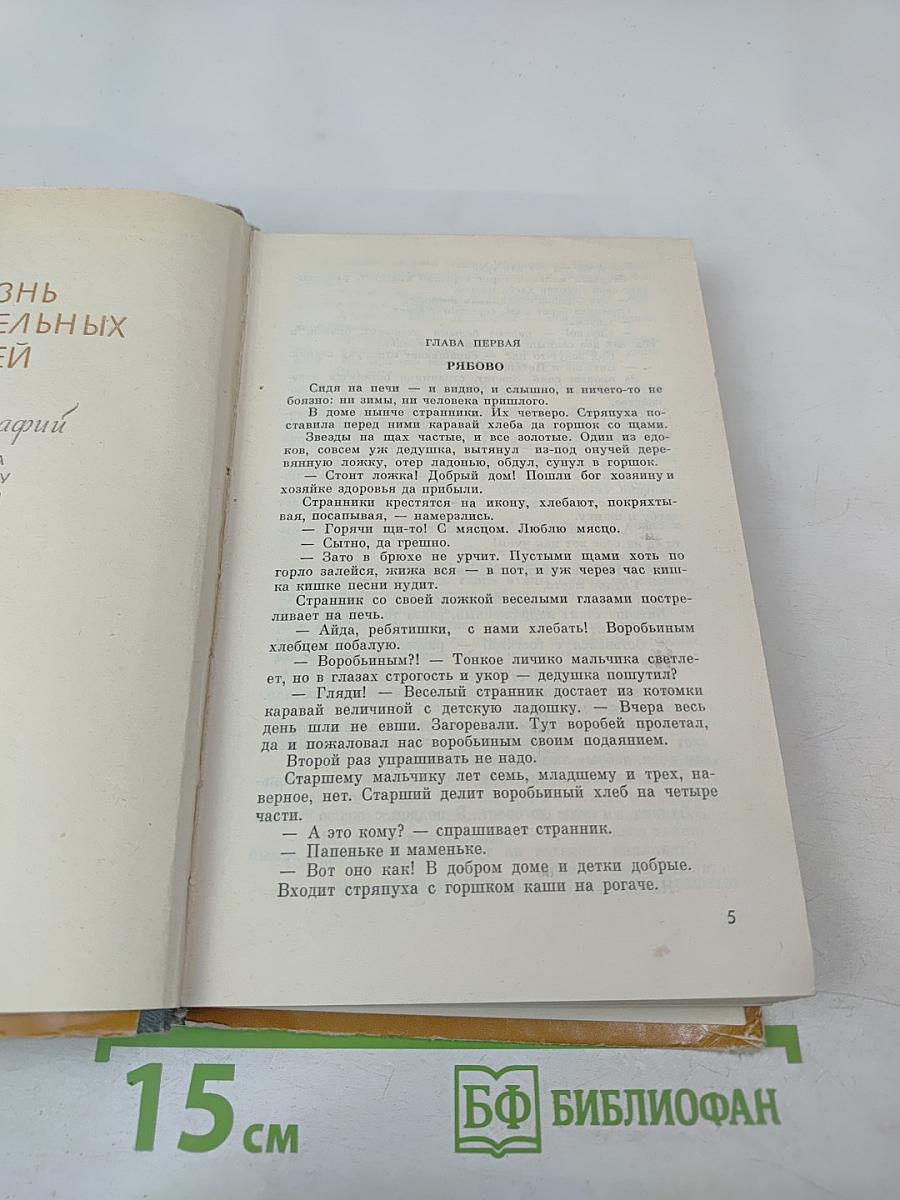 ЗНЬ
ЕЛЬНЫХ
ЕЙ
афий
А
У
ГЛАВА ПЕРВАЯ
РЯБОВО
Сидя на печи — и видно, и слышно, и ничего-то не
боязно: ни зимы, ни человека пришлого.
В доме нынче странники. Их четверо. Стряпуха по-
ставила перед ними каравай хлеба да горшок со щами.
Звезды на щах частые, и все золотые. Один из едо-
ков, совсем уж дедушка, вытянул из-под онучей дере-
вянную ложку, отер ладонью, обдул, сунул в горшок.
— Стоит ложка! Добрый дом! Пошли бог хозяину и
хозяйке здоровья да прибыли.
Странники крестятся на икону, хлебают, покряхты-
вая, посапывая, — намерзлись.
— Горячи щи-то! С мясцом. Люблю мясцо.
— Сытно, да грешно.
— Зато в брюхе не урчит. Пустыми щами хоть по
горло залейся, жижа вся — в пот, и уж через час киш-
ка кишке песни нудит.
Странник со своей ложкой веселыми глазами постре-
ливает на печь.
— Айда, ребятишки, с нами хлебать! Воробьиным
хлебцем побалую.
— Воробьиным?! — Тонкое личико мальчика светле-
ет, но в глазах строгость и укор — дедушка пошутил?
— Гляди! — Веселый странник достает из котомки
каравай величиной с детскую ладошку. — Вчера весь
день шли не евши. Загоревали. Тут воробей пролетал,
да и пожаловал нас воробьиным своим подаянием.
Второй раз упрашивать не надо.
Старшему мальчику лет семь, младшему и трех, на-
верное, нет. Старший делит воробьиный хлеб на четыре
части.
— А это кому? — спрашивает странник.
— Папеньке и маменьке.
— Вот оно как! В добром доме и детки добрые.
Входит стряпуха с горшком каши на рогаче.
5
15 см
БФ БИБЛИОФАН